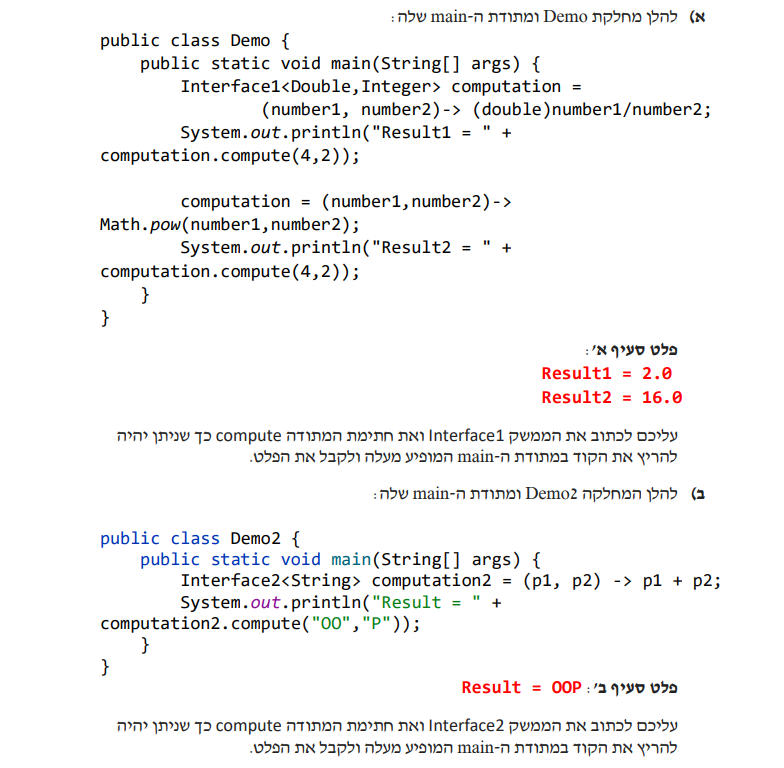 א) להלן מחלקת Demo ומתודת ה-main שלה:
public class Demo {
public static void main(String[] args) {
Interface1<Double,Integer> computation =
(number1, number2)-> (double)number1/number2;
System.out.println("Result1 = " +
computation.compute(4,2));
computation = (number1,number2)->
Math.pow(number1,number2);
System.out.println("Result2 = " +
computation.compute(4,2));
}
}
פלט סעיף א':
Result1 = 2.0
Result2 = 16.0
עליכם לכתוב את הממשק Interface1 ואת חתימת המתודה compute כך שניתן יהיה
להריץ את הקוד במתודת ה-main המופיע מעלה ולקבל את הפלט.
ב) להלן המחלקה Demo2 ומתודת ה-main שלה:
public class Demo2 {
public static void main(String[] args) {
Interface2<String> computation2 = (p1, p2) -> p1 + p2;
System.out.println("Result = " +
computation2.compute("OO","P"));
}
}
פלט סעיף ב': Result = OOP
עליכם לכתוב את הממשק Interface2 ואת חתימת המתודה compute כך שניתן יהיה
להריץ את הקוד במתודת ה-main המופיע מעלה ולקבל את הפלט.